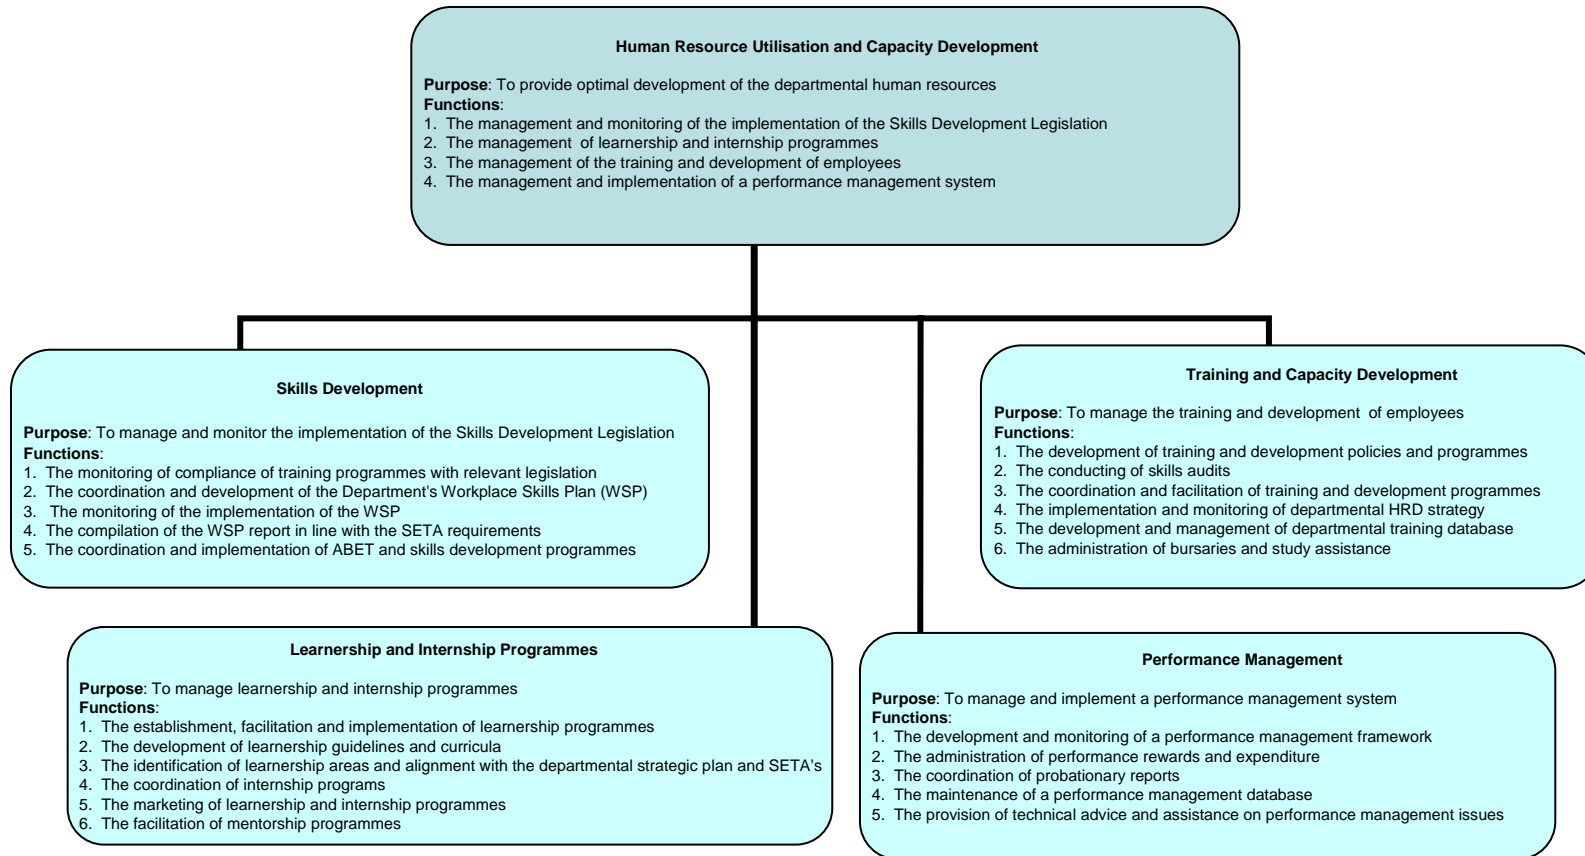 Human Resource Utilisation and Capacity Development
Purpose: To provide optimal development of the departmental human resources
Functions:
1. The management and monitoring of the implementation of the Skills Development Legislation
2. The management of learnership and internship programmes
3. The management of the training and development of employees
4. The management and implementation of a performance management system
Skills Development
Purpose: To manage and monitor the implementation of the Skills Development Legislation
Functions:
1. The monitoring of compliance of training programmes with relevant legislation
2. The coordination and development of the Department's Workplace Skills Plan (WSP)
3. The monitoring of the implementation of the WSP
4. The compilation of the WSP report in line with the SETA requirements
5. The coordination and implementation of ABET and skills development programmes
Training and Capacity Development
Purpose: To manage the training and development of employees
Functions:
1. The development of training and development policies and programmes
2. The conducting of skills audits
3. The coordination and facilitation of training and development programmes
4. The implementation and monitoring of departmental HRD strategy
5. The development and management of departmental training database
6. The administration of bursaries and study assistance
Learnership and Internship Programmes
Purpose: To manage learnership and internship programmes
Functions:
1. The establishment, facilitation and implementation of learnership programmes
2. The development of learnership guidelines and curricula
3. The identification of learnership areas and alignment with the departmental strategic plan and SETA's
4. The coordination of internship programs
5. The marketing of learnership and internship programmes
6. The facilitation of mentorship programmes
Performance Management
Purpose: To manage and implement a performance management system
Functions:
1. The development and monitoring of a performance management framework
2. The administration of performance rewards and expenditure
3. The coordination of probationary reports
4. The maintenance of a performance management database
5. The provision of technical advice and assistance on performance management issues